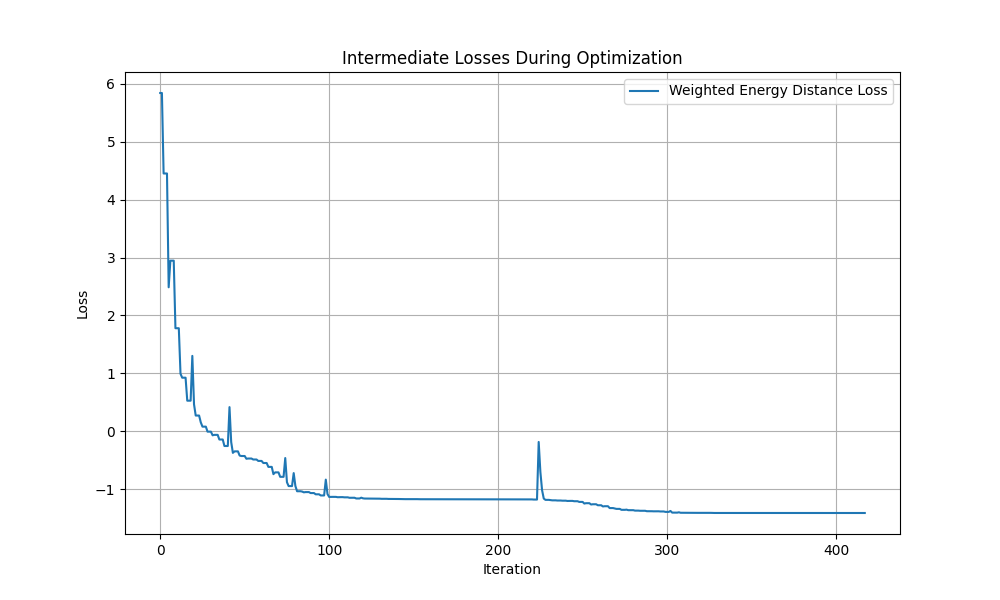 Intermediate Losses During Optimization
Weighted Energy Distance Loss
6
5
4
3
2
1
0
−1
Loss
0 100 200 300 400
Iteration